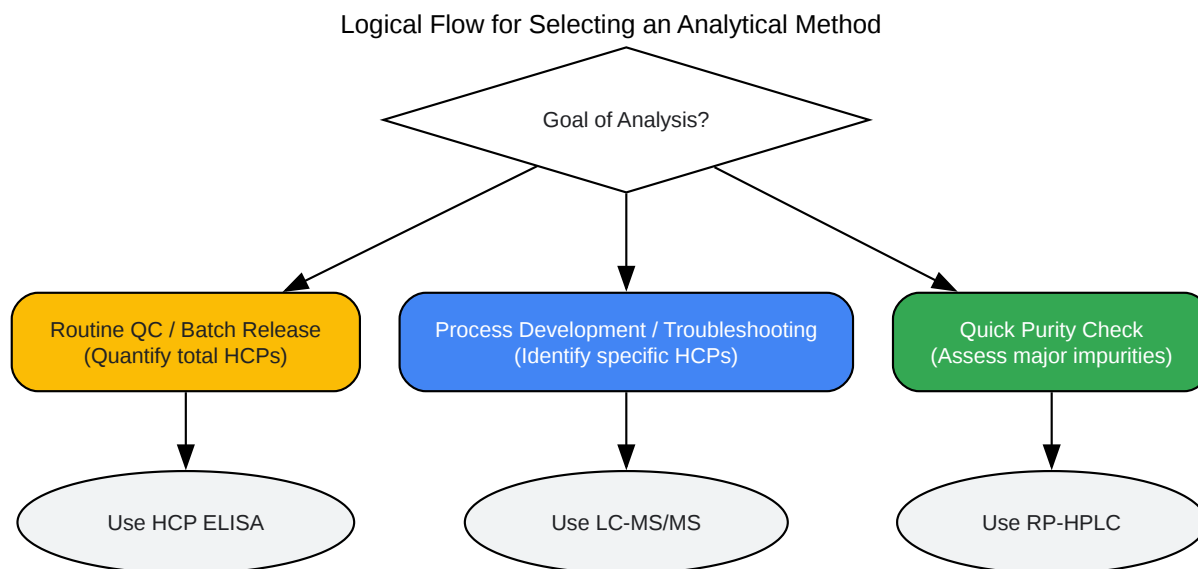 Logical Flow for Selecting an Analytical Method
Goal of Analysis?
Routine QC / Batch Release
(Quantify total HCPs)
Process Development / Troubleshooting
(Identify specific HCPs)
Quick Purity Check
(Assess major impurities)
Use HCP ELISA
Use LC-MS/MS
Use RP-HPLC